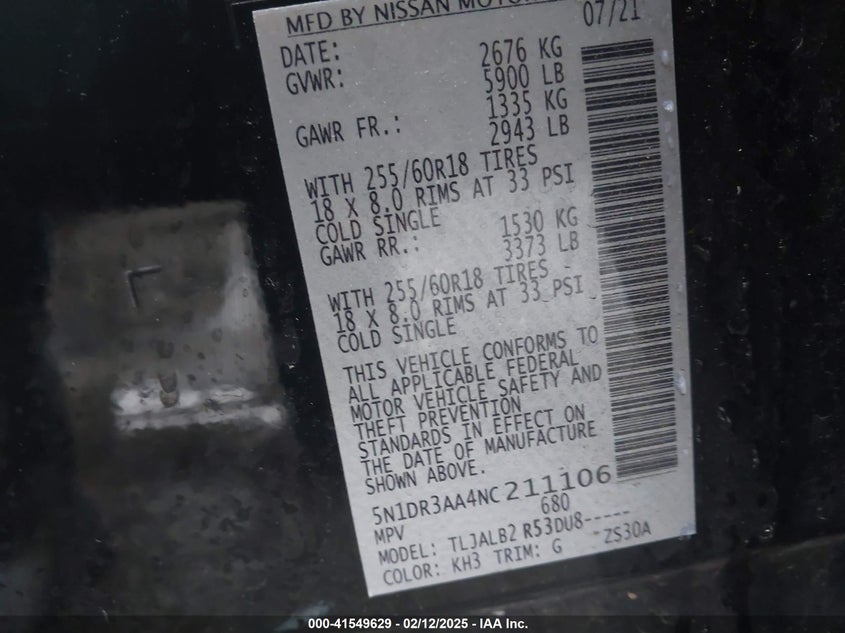 MFD BY NISSAN MOTOR
DATE: 07/21
GVWR: 2676 KG
5900 LB
GAWR FR.: 1335 KG
2943 LB
WITH 255/60R18 TIRES
18 X 8.0 RIMS AT 33 PSI
COLD SINGLE
GAWR RR.: 1530 KG
3373 LB
WITH 255/60R18 TIRES
18 X 8.0 RIMS AT 33 PSI
COLD SINGLE
THIS VEHICLE CONFORMS TO
ALL APPLICABLE FEDERAL
MOTOR VEHICLE SAFETY AND
THEFT PREVENTION
STANDARDS IN EFFECT ON
THE DATE OF MANUFACTURE
SHOWN ABOVE.
5N1DR3AA4NC211106
MPV 680
MODEL: TLJALB2 R53DU8-----
COLOR: KH3 TRIM: G ZS30A
000-41549629 - 02/12/2025 - IAA Inc.